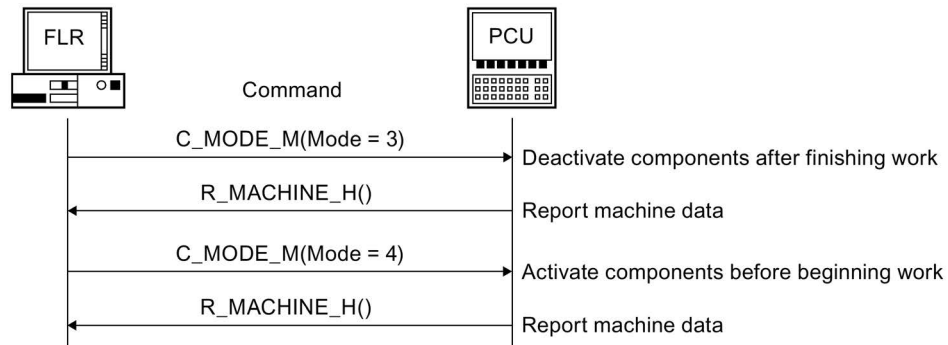 FLR
PCU
Command
C_MODE_M(Mode = 3)
Deactivate components after finishing work
R_MACHINE_H()
Report machine data
C_MODE_M(Mode = 4)
Activate components before beginning work
R_MACHINE_H()
Report machine data